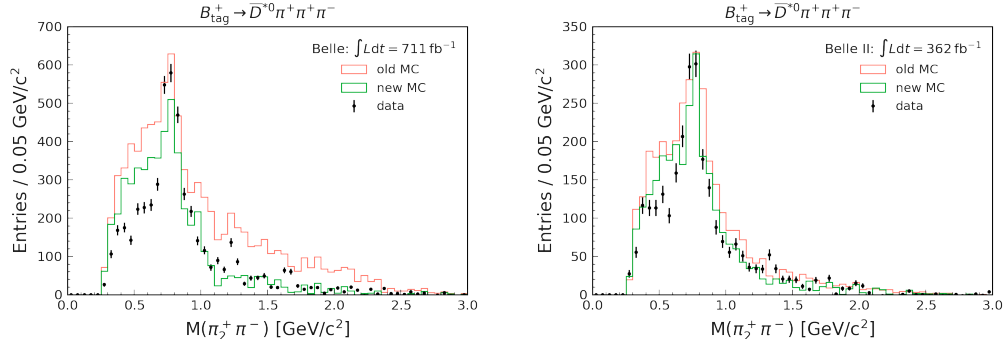 B⁺tag → D̅*⁰π⁺π⁺π⁻
Belle: ∫Ldt = 711 fb⁻¹
old MC
new MC
data
Entries / 0.05 GeV/c²
700
600
500
400
300
200
100
0
0.0 0.5 1.0 1.5 2.0 2.5 3.0
M(π₂⁺π⁻) [GeV/c²]
B⁺tag → D̅*⁰π⁺π⁺π⁻
Belle II: ∫Ldt = 362 fb⁻¹
old MC
new MC
data
Entries / 0.05 GeV/c²
350
300
250
200
150
100
50
0
0.0 0.5 1.0 1.5 2.0 2.5 3.0
M(π₂⁺π⁻) [GeV/c²]